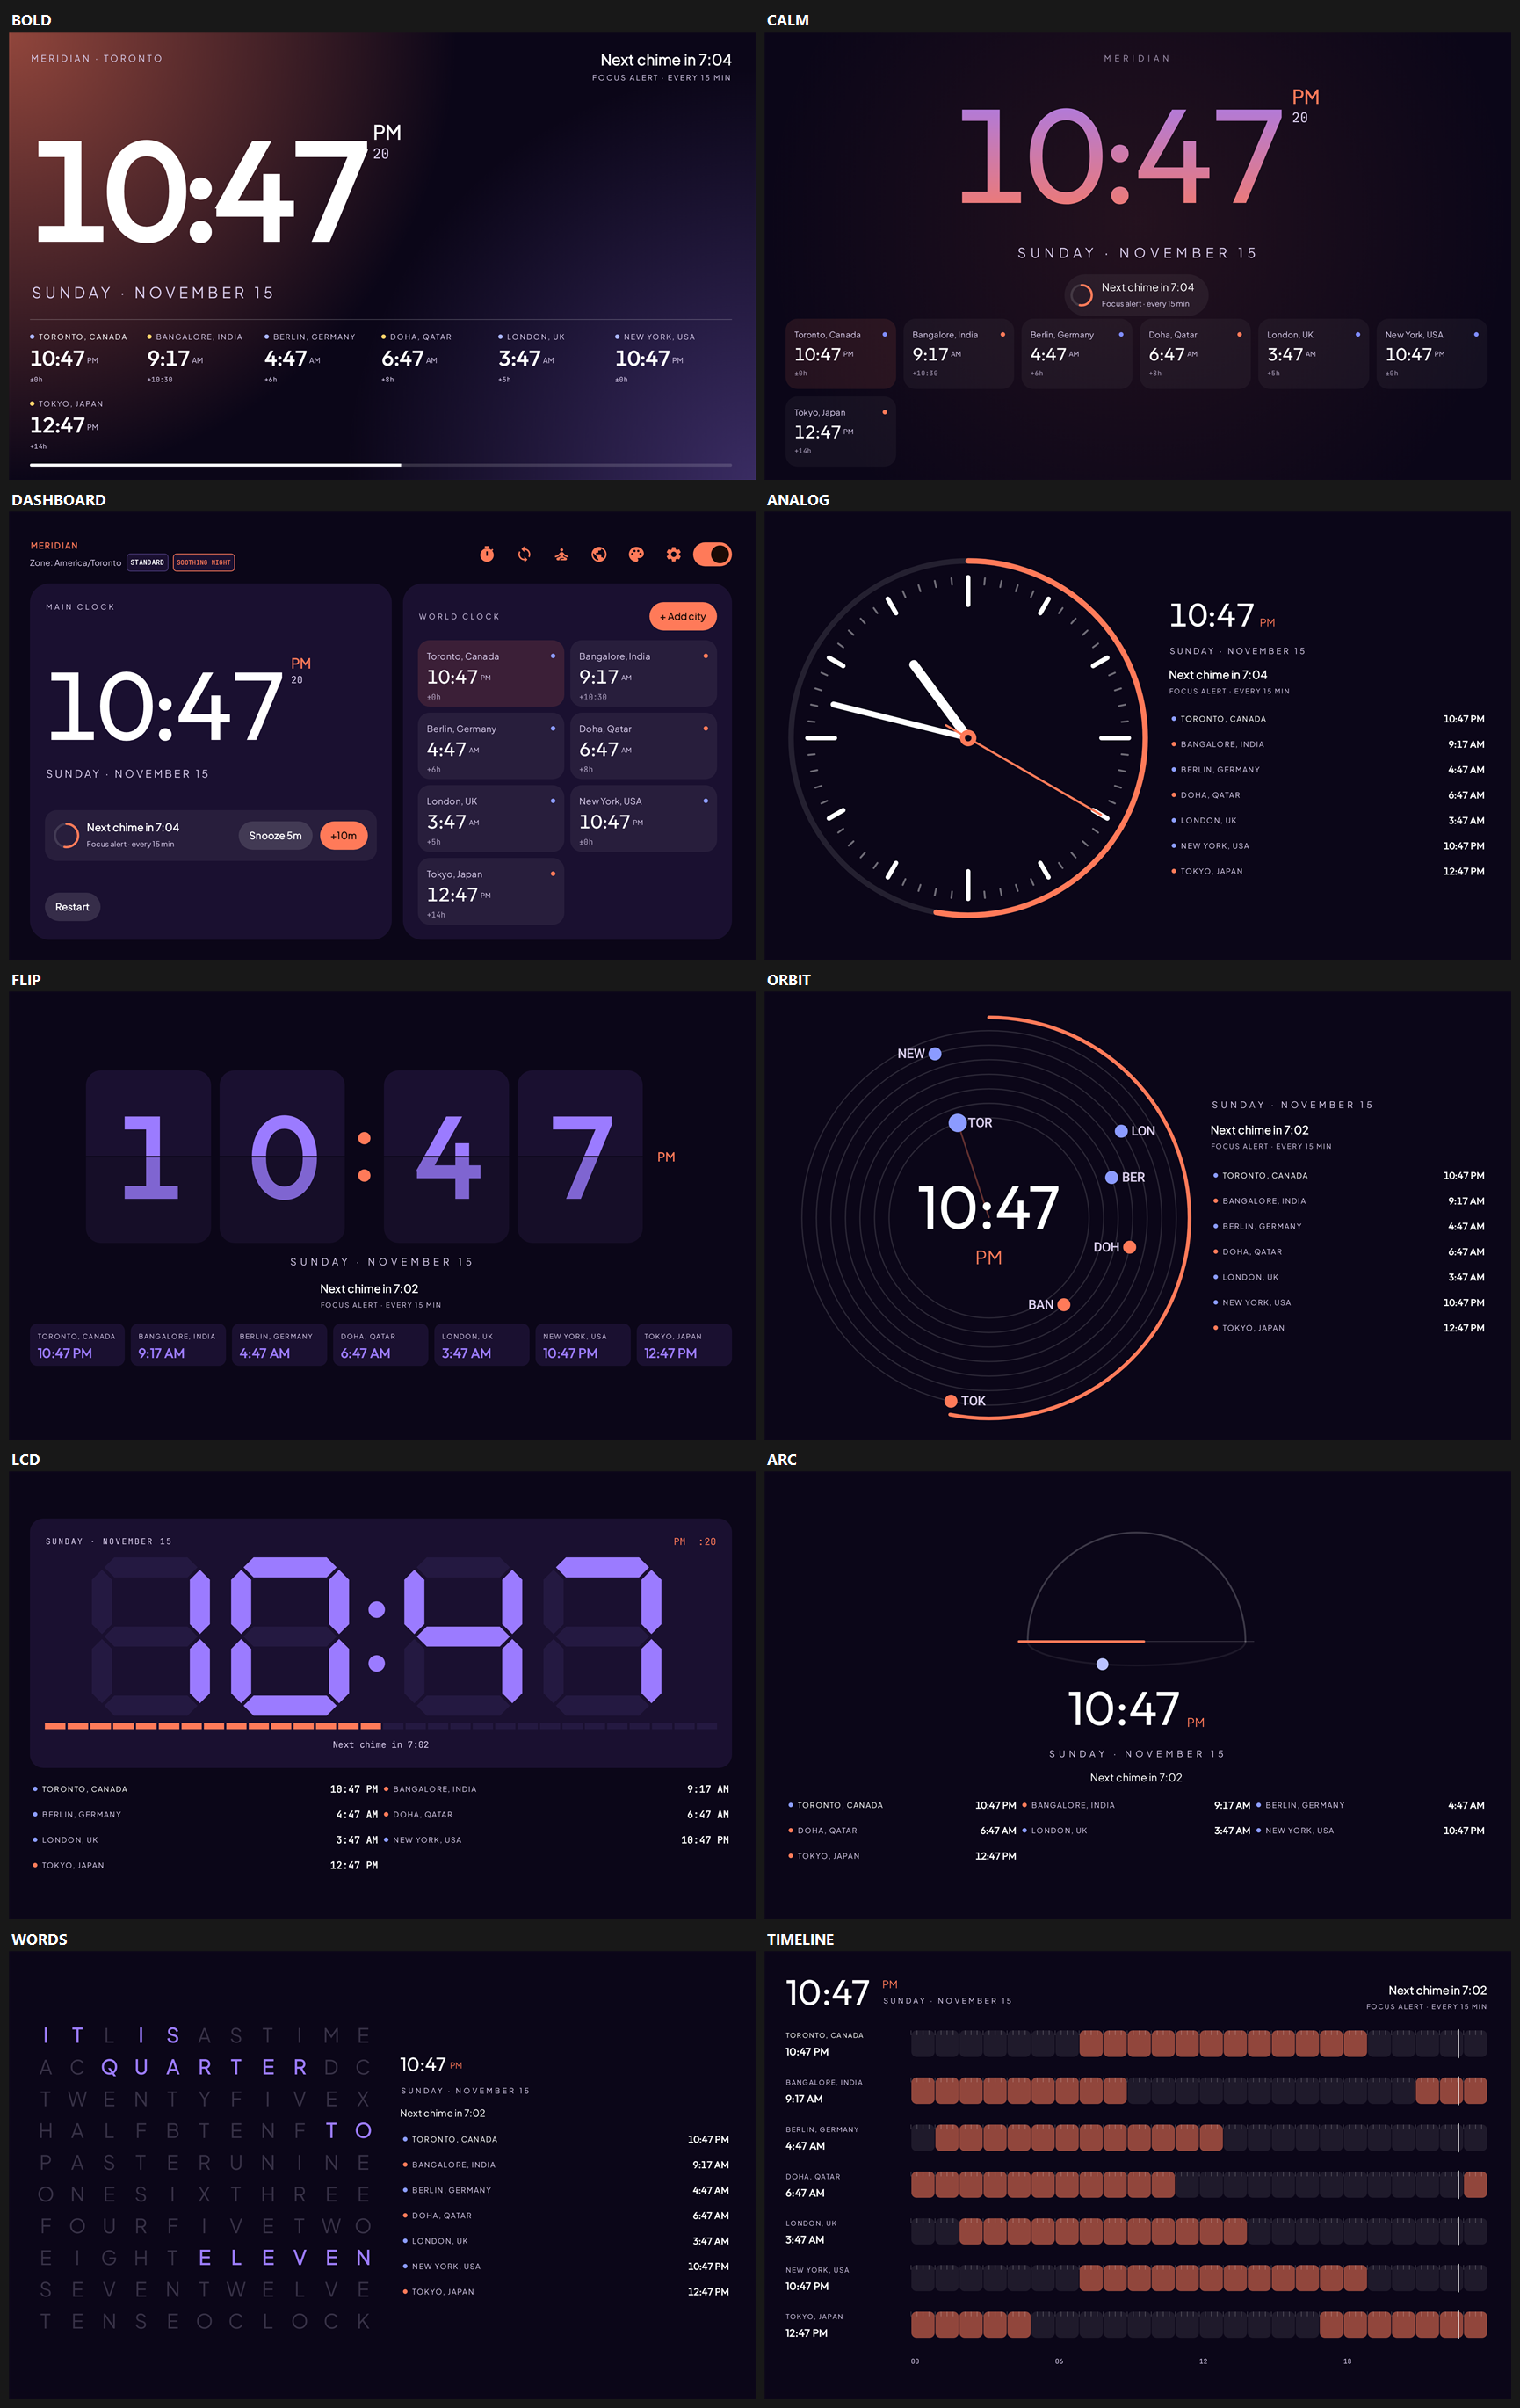 BOLD
MERIDIAN · TORONTO
Next chime in 7:04
FOCUS ALERT · EVERY 15 MIN
10:47 PM
20
SUNDAY · NOVEMBER 15
TORONTO, CANADA BANGALORE, INDIA BERLIN, GERMANY DOHA, QATAR LONDON, UK NEW YORK, USA
10:47 PM 9:17 AM 4:47 AM 6:47 AM 3:47 AM 10:47 PM
±0h +10:30 +6h +8h +5h ±0h
TOKYO, JAPAN
12:47 PM
+14h
CALM
MERIDIAN
10:47 PM
20
SUNDAY · NOVEMBER 15
Next chime in 7:04
Focus alert · every 15 min
Toronto, Canada Bangalore, India Berlin, Germany Doha, Qatar London, UK New York, USA
10:47 PM 9:17 AM 4:47 AM 6:47 AM 3:47 AM 10:47 PM
±0h +10:30 +6h +8h +5h ±0h
Tokyo, Japan
12:47 PM
+14h
DASHBOARD
MERIDIAN
Zone: America/Toronto STANDARD SOOTHING NIGHT
MAIN CLOCK
10:47 PM
20
SUNDAY · NOVEMBER 15
Next chime in 7:04
Focus alert · every 15 min
Snooze 5m +10m
Restart
WORLD CLOCK
+ Add city
Toronto, Canada Bangalore, India
10:47 PM 9:17 AM
±0h +10:30
Berlin, Germany Doha, Qatar
4:47 AM 6:47 AM
+6h +8h
London, UK New York, USA
3:47 AM 10:47 PM
+5h ±0h
Tokyo, Japan
12:47 PM
+14h
ANALOG
10:47 PM
SUNDAY · NOVEMBER 15
Next chime in 7:04
FOCUS ALERT · EVERY 15 MIN
TORONTO, CANADA 10:47 PM
BANGALORE, INDIA 9:17 AM
BERLIN, GERMANY 4:47 AM
DOHA, QATAR 6:47 AM
LONDON, UK 3:47 AM
NEW YORK, USA 10:47 PM
TOKYO, JAPAN 12:47 PM
FLIP
10:47 PM
SUNDAY · NOVEMBER 15
Next chime in 7:02
FOCUS ALERT · EVERY 15 MIN
TORONTO, CANADA BANGALORE, INDIA BERLIN, GERMANY DOHA, QATAR LONDON, UK NEW YORK, USA TOKYO, JAPAN
10:47 PM 9:17 AM 4:47 AM 6:47 AM 3:47 AM 10:47 PM 12:47 PM
ORBIT
NEW
TOR
LON
BER
10:47
DOH
PM
BAN
TOK
SUNDAY · NOVEMBER 15
Next chime in 7:02
FOCUS ALERT · EVERY 15 MIN
TORONTO, CANADA 10:47 PM
BANGALORE, INDIA 9:17 AM
BERLIN, GERMANY 4:47 AM
DOHA, QATAR 6:47 AM
LONDON, UK 3:47 AM
NEW YORK, USA 10:47 PM
TOKYO, JAPAN 12:47 PM
LCD
SUNDAY · NOVEMBER 15 PM :20
10:47
Next chime in 7:02
TORONTO, CANADA 10:47 PM BANGALORE, INDIA 9:17 AM
BERLIN, GERMANY 4:47 AM DOHA, QATAR 6:47 AM
LONDON, UK 3:47 AM NEW YORK, USA 10:47 PM
TOKYO, JAPAN 12:47 PM
ARC
10:47 PM
SUNDAY · NOVEMBER 15
Next chime in 7:02
TORONTO, CANADA 10:47 PM BANGALORE, INDIA 9:17 AM BERLIN, GERMANY 4:47 AM
DOHA, QATAR 6:47 AM LONDON, UK 3:47 AM NEW YORK, USA 10:47 PM
TOKYO, JAPAN 12:47 PM
WORDS
I T L I S A S T I M E
A C Q U A R T E R D C
T W E N T Y F I V E X
H A L F B T E N F T O
P A S T E R U N I N E
O N E S I X T H R E E
F O U R F I V E T W O
E I G H T E L E V E N
S E V E N T W E L V E
T E N S E O C L O C K
10:47 PM
SUNDAY · NOVEMBER 15
Next chime in 7:02
TORONTO, CANADA 10:47 PM
BANGALORE, INDIA 9:17 AM
BERLIN, GERMANY 4:47 AM
DOHA, QATAR 6:47 AM
LONDON, UK 3:47 AM
NEW YORK, USA 10:47 PM
TOKYO, JAPAN 12:47 PM
TIMELINE
10:47 PM
SUNDAY · NOVEMBER 15
Next chime in 7:02
FOCUS ALERT · EVERY 15 MIN
TORONTO, CANADA
10:47 PM
BANGALORE, INDIA
9:17 AM
BERLIN, GERMANY
4:47 AM
DOHA, QATAR
6:47 AM
LONDON, UK
3:47 AM
NEW YORK, USA
10:47 PM
TOKYO, JAPAN
12:47 PM
00 06 12 18